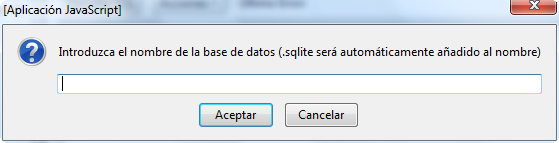 [Aplicación JavaScript]
Introduzca el nombre de la base de datos (.sqlite será automáticamente añadido al nombre)
Aceptar
Cancelar